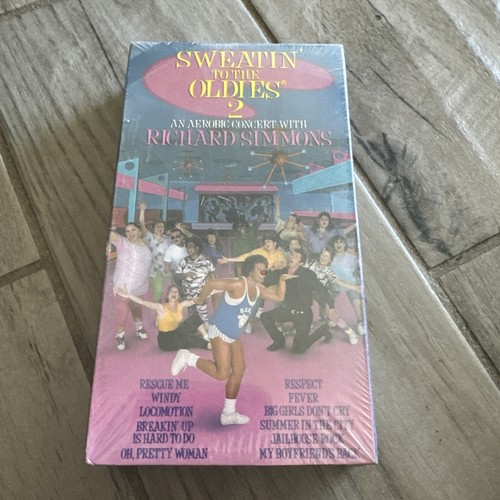 SWEATIN'
TO THE
OLDIES®
2
AN AEROBIC CONCERT WITH
RICHARD SIMMONS
RESCUE ME
WINDY
LOCOMOTION
BREAKIN' UP
IS HARD TO DO
OH, PRETTY WOMAN
RESPECT
FEVER
BIG GIRLS DON'T CRY
SUMMER IN THE CITY
JAILHOUSE ROCK
MY BOYFRIEND'S BACK